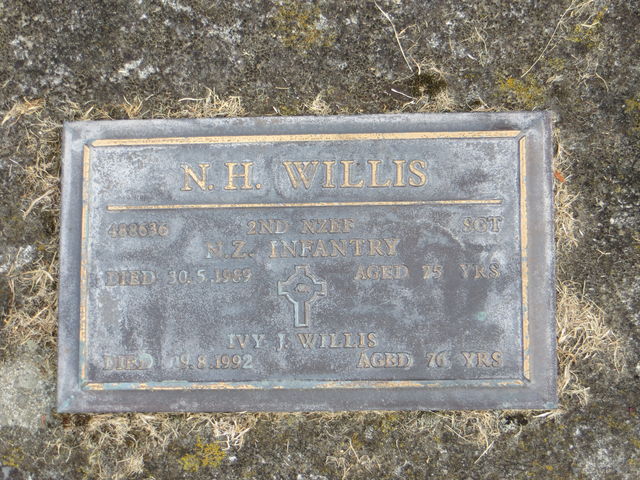 N. H. WILLIS
488636 2ND NZEF SGT
N.Z. INFANTRY
DIED 30.5.1989 AGED 75 YRS
IVY J. WILLIS
DIED 19.8.1992 AGED 76 YRS